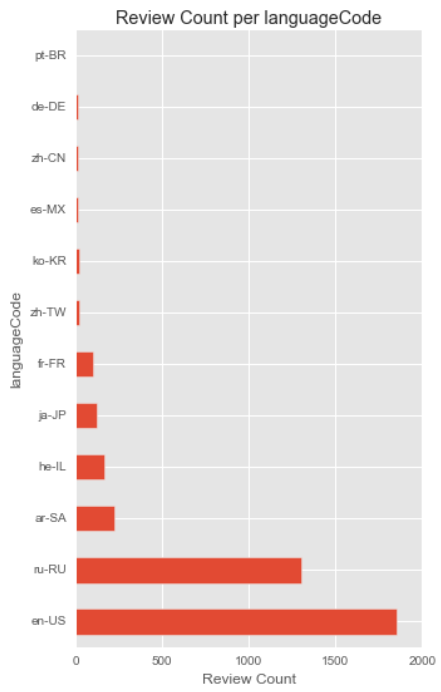 Review Count per languageCode
pt-BR
de-DE
zh-CN
es-MX
ko-KR
zh-TW
fr-FR
ja-JP
he-IL
ar-SA
ru-RU
en-US
languageCode
0 500 1000 1500 2000
Review Count